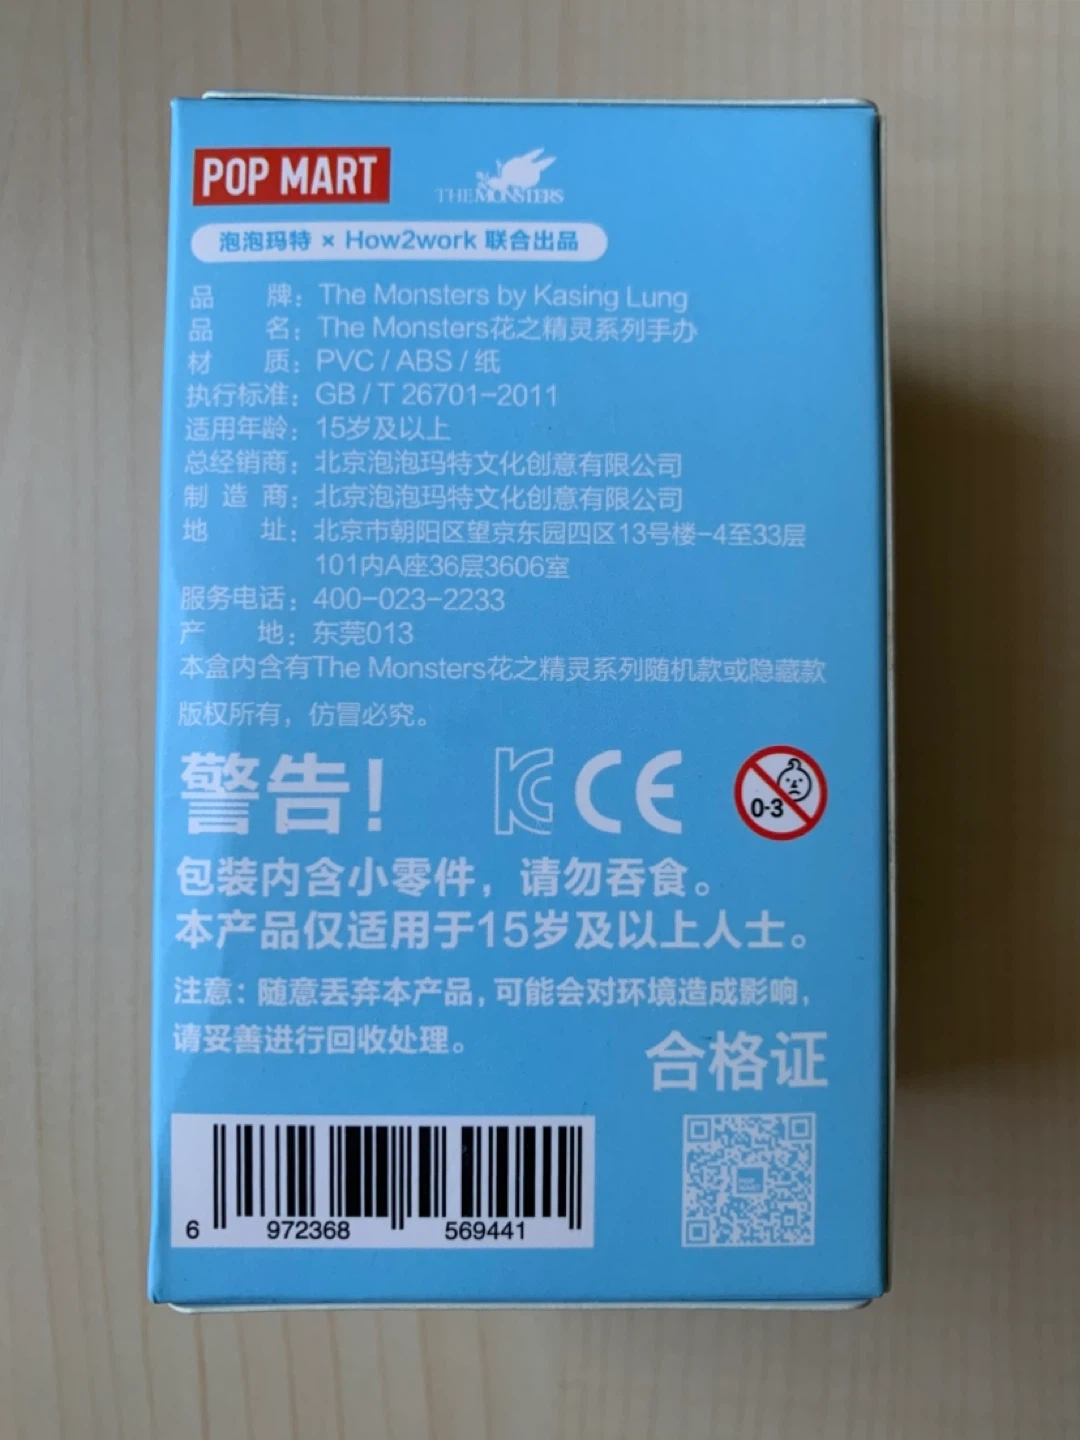 POP MART
THE MONSTERS
泡泡玛特 × How2work 联合出品
品 牌：The Monsters by Kasing Lung
品 名：The Monsters花之精灵系列手办
材 质：PVC / ABS / 纸
执行标准：GB / T 26701-2011
适用年龄：15岁及以上
总经销商：北京泡泡玛特文化创意有限公司
制 造 商：北京泡泡玛特文化创意有限公司
地 址：北京市朝阳区望京东园四区13号楼-4至33层
101内A座36层3606室
服务电话：400-023-2233
产 地：东莞013
本盒内含有The Monsters花之精灵系列随机款或隐藏款
版权所有，仿冒必究。
警告！ KC CE 0-3
包装内含小零件，请勿吞食。
本产品仅适用于15岁及以上人士。
注意：随意丢弃本产品，可能会对环境造成影响，
请妥善进行回收处理。
合格证
POP MART
6 972368 569441